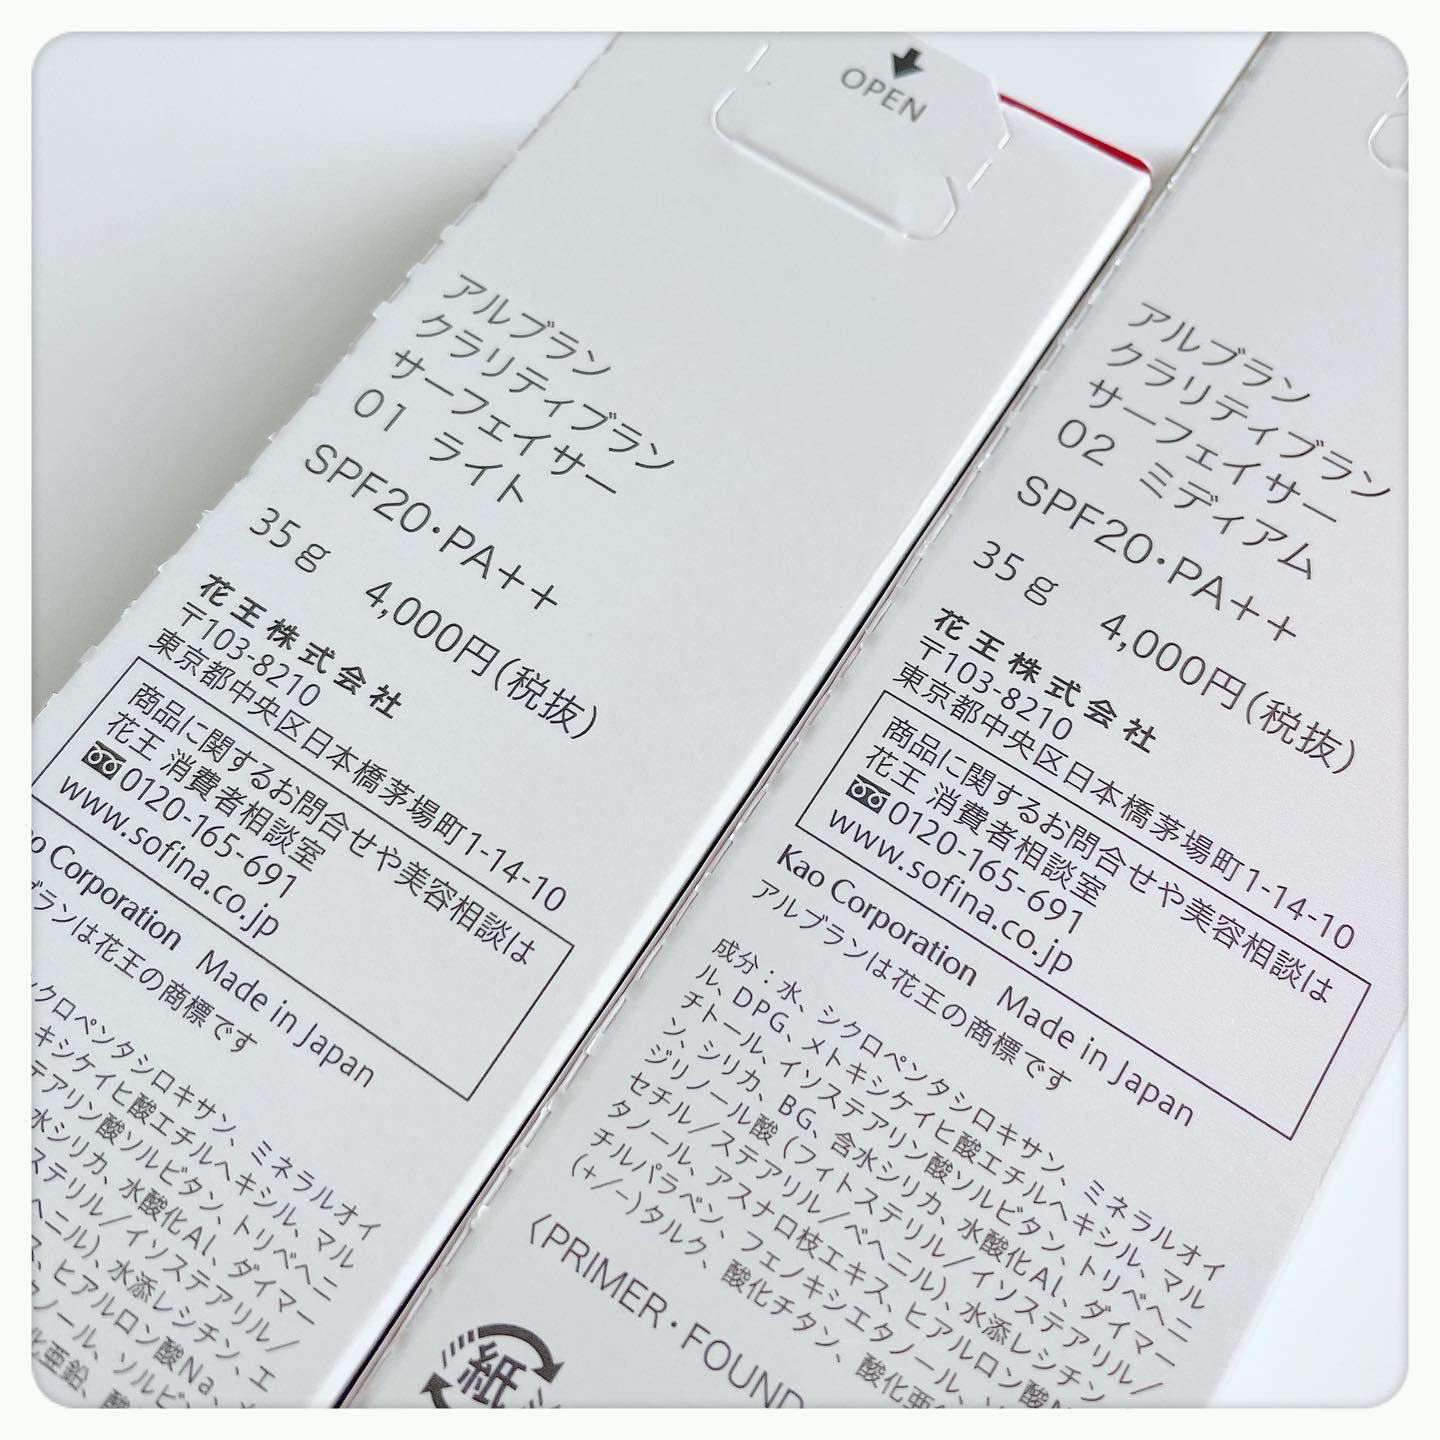 OPEN
アルブラン
クラリティブラン
サーフェイサー
01 ライト
SPF20・PA++
35g 4,000円(税抜)
花王株式会社
〒103-8210
東京都中央区日本橋茅場町1-14-10
商品に関するお問合せや美容相談は
花王 消費者相談室
0120-165-691
www.sofina.co.jp
Corporation Made in Japan
ブランは花王の商標です
クロペンタシロキサン、ミネラルオイ
キシケイヒ酸エチルヘキシル、マル
テアリン酸ソルビタン、トリベヘニ
水シリカ、水酸化Al、ダイマー
ステリル/イソステアリル/
ヘニル)、水添レシチン、エ
ス、ヒアルロン酸Na、
ノール、ソルビ
亜鉛、
アルブラン
クラリティブラン
サーフェイサー
02 ミディアム
SPF20・PA++
35g 4,000円(税抜)
花王株式会社
〒103-8210
東京都中央区日本橋茅場町1-14-10
商品に関するお問合せや美容相談は
花王 消費者相談室
0120-165-691
www.sofina.co.jp
Kao Corporation Made in Japan
アルブランは花王の商標です
成分:水、シクロペンタシロキサン、ミネラルオイ
ル、DPG、メトキシケイヒ酸エチルヘキシル、マル
チトール、イソステアリン酸ソルビタン、トリベヘニ
ン、シリカ、BG、含水シリカ、水酸化Al、ダイマー
ジリノール酸(フィトステリル/イソステアリル/
セチル/ステアリル/ベヘニル)、水添レシチン
タノール、アスナロ枝エキス、ヒアルロン酸N
チルパラベン、フェノキシエタノール、ソ
(+/-)タルク、酸化チタン、酸化亜
〈PRIMER・FOUND
紙